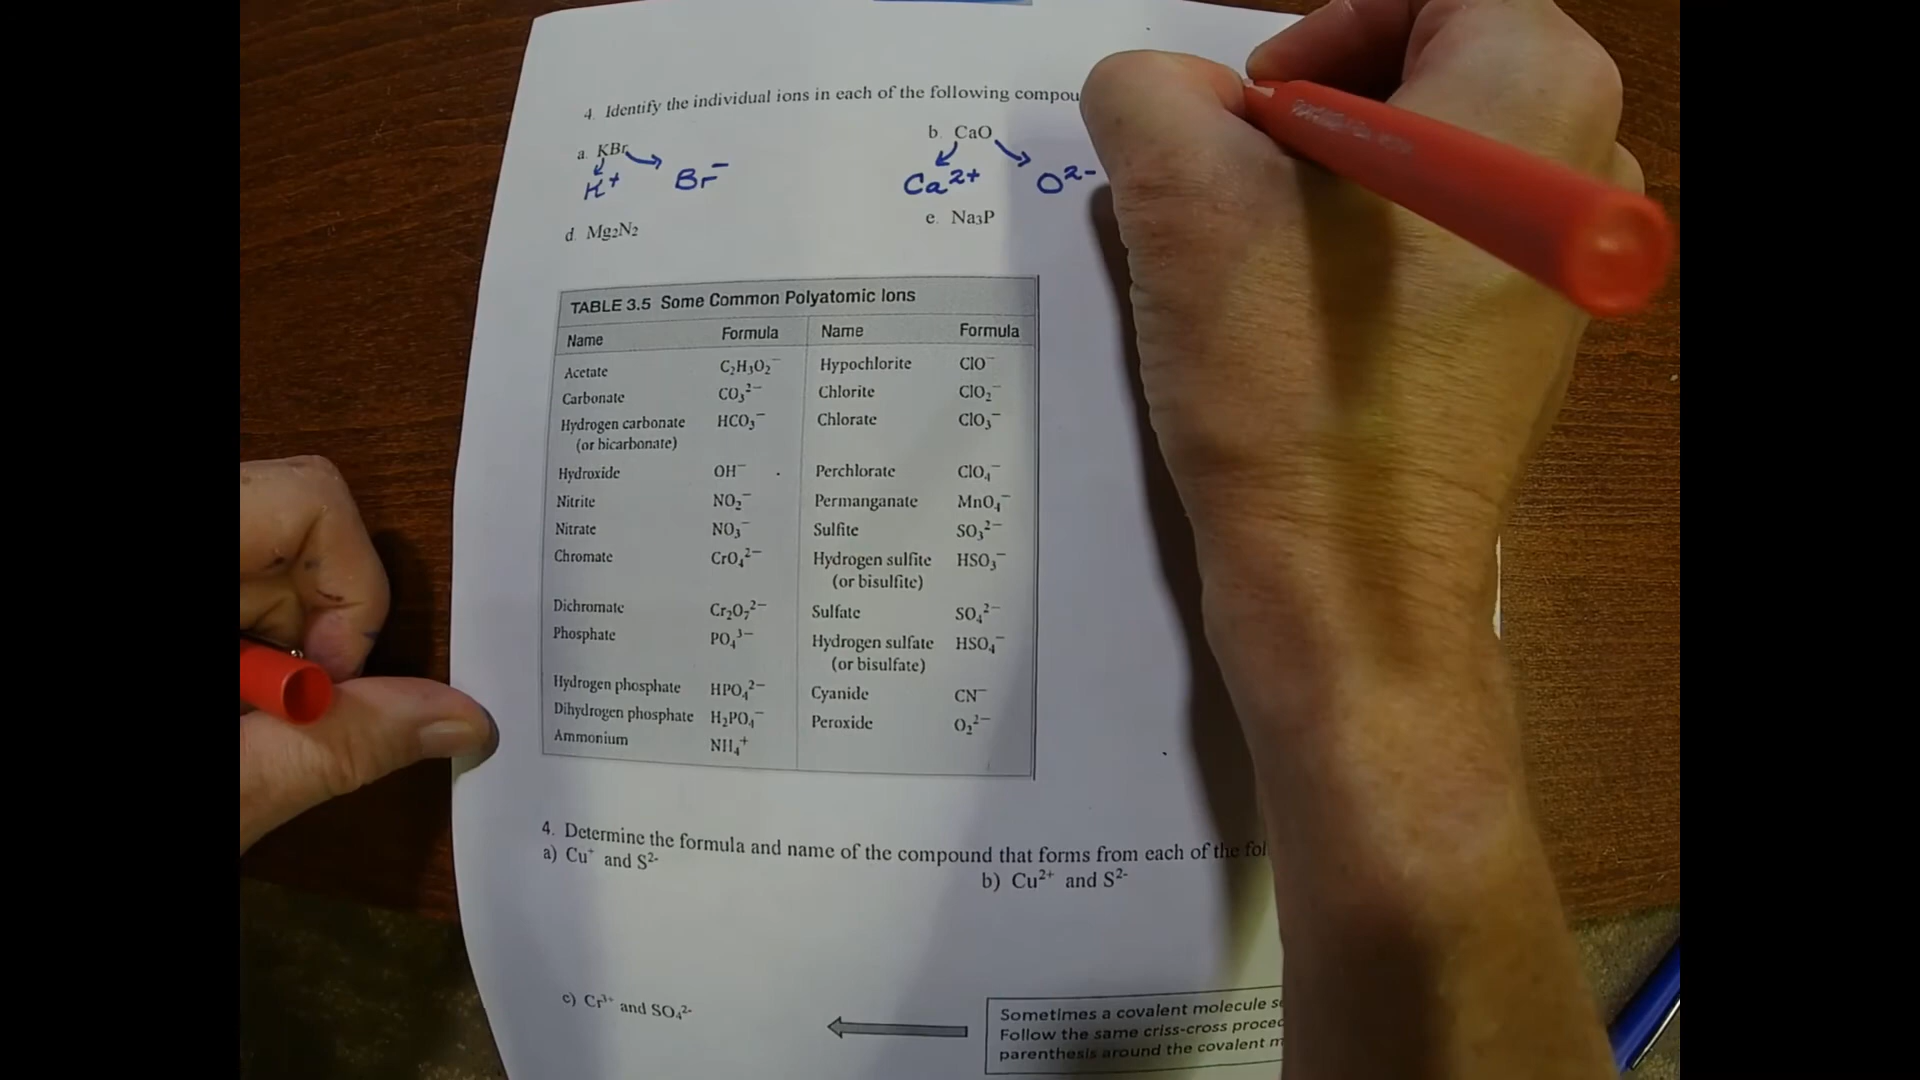 4. Identify the individual ions in each of the following compou
a. KBr
b. CaO
K⁺ Br⁻
Ca²⁺ O²⁻
d. Mg₂N₂
e. Na₃P
TABLE 3.5 Some Common Polyatomic Ions
Name Formula Name Formula
Acetate C₂H₃O₂⁻ Hypochlorite ClO⁻
Carbonate CO₃²⁻ Chlorite ClO₂⁻
Hydrogen carbonate HCO₃⁻ Chlorate ClO₃⁻
(or bicarbonate)
Hydroxide OH⁻ Perchlorate ClO₄⁻
Nitrite NO₂⁻ Permanganate MnO₄⁻
Nitrate NO₃⁻ Sulfite SO₃²⁻
Chromate CrO₄²⁻ Hydrogen sulfite HSO₃⁻
(or bisulfite)
Dichromate Cr₂O₇²⁻ Sulfate SO₄²⁻
Phosphate PO₄³⁻ Hydrogen sulfate HSO₄⁻
(or bisulfate)
Hydrogen phosphate HPO₄²⁻ Cyanide CN⁻
Dihydrogen phosphate H₂PO₄⁻ Peroxide O₂²⁻
Ammonium NH₄⁺
4. Determine the formula and name of the compound that forms from each of the fol
a) Cu⁺ and S²⁻
b) Cu²⁺ and S²⁻
c) Cr³⁺ and SO₄²⁻
Sometimes a covalent molecule s
Follow the same criss-cross proce
parenthesis around the covalent m